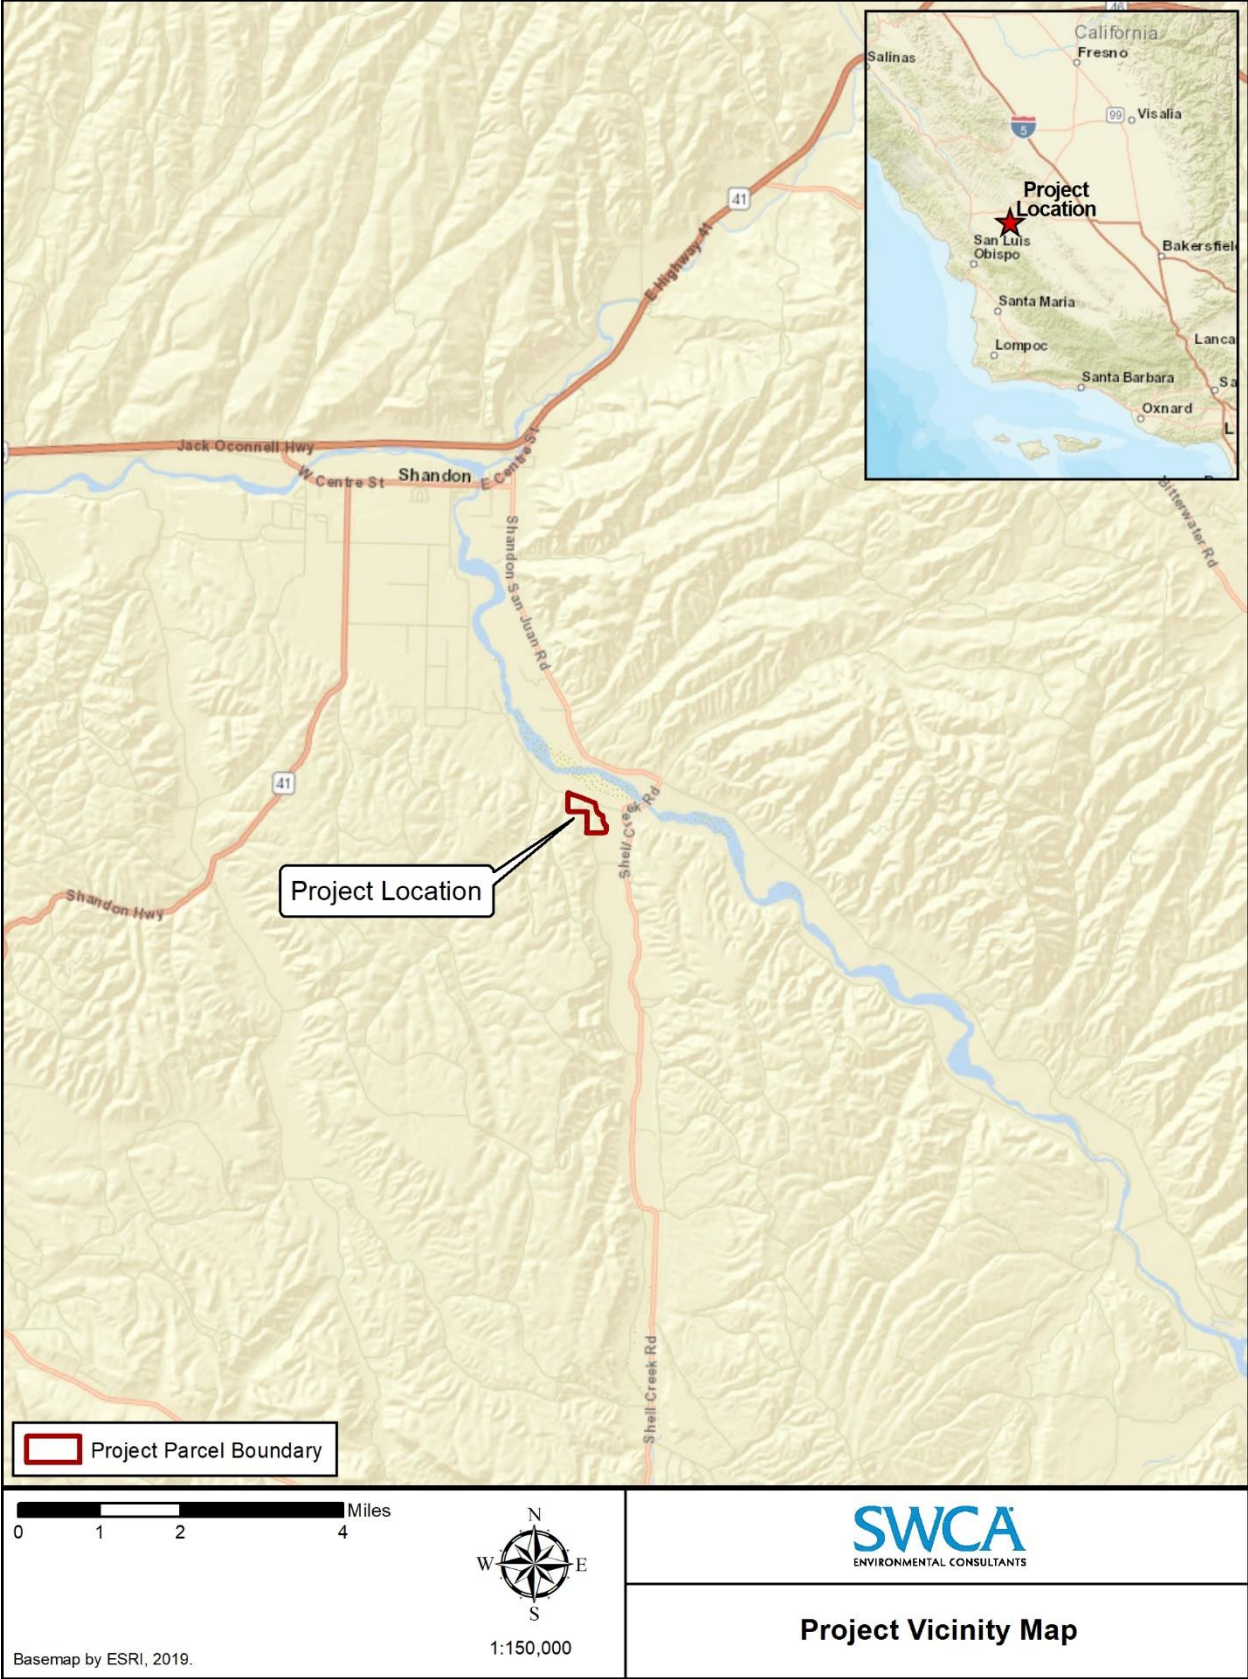 46
California
Fresno
Salinas
99
Visalia
5
Project
Location
San Luis
Obispo
Bakersfiel
Santa Maria
Lanca
Lompoc
Santa Barbara
Sa
Oxnard
L
41
E Highway 41
Jack Oconnell Hwy
W Centre St
Shandon
E Centre St
Bitterwater Rd
Shandon San Juan Rd
41
Shell Creek Rd
Project Location
Shandon Hwy
Shell Creek Rd
Project Parcel Boundary
Miles
0 1 2 4
N
W E
S
1:150,000
Basemap by ESRI, 2019.
SWCA
ENVIRONMENTAL CONSULTANTS
Project Vicinity Map